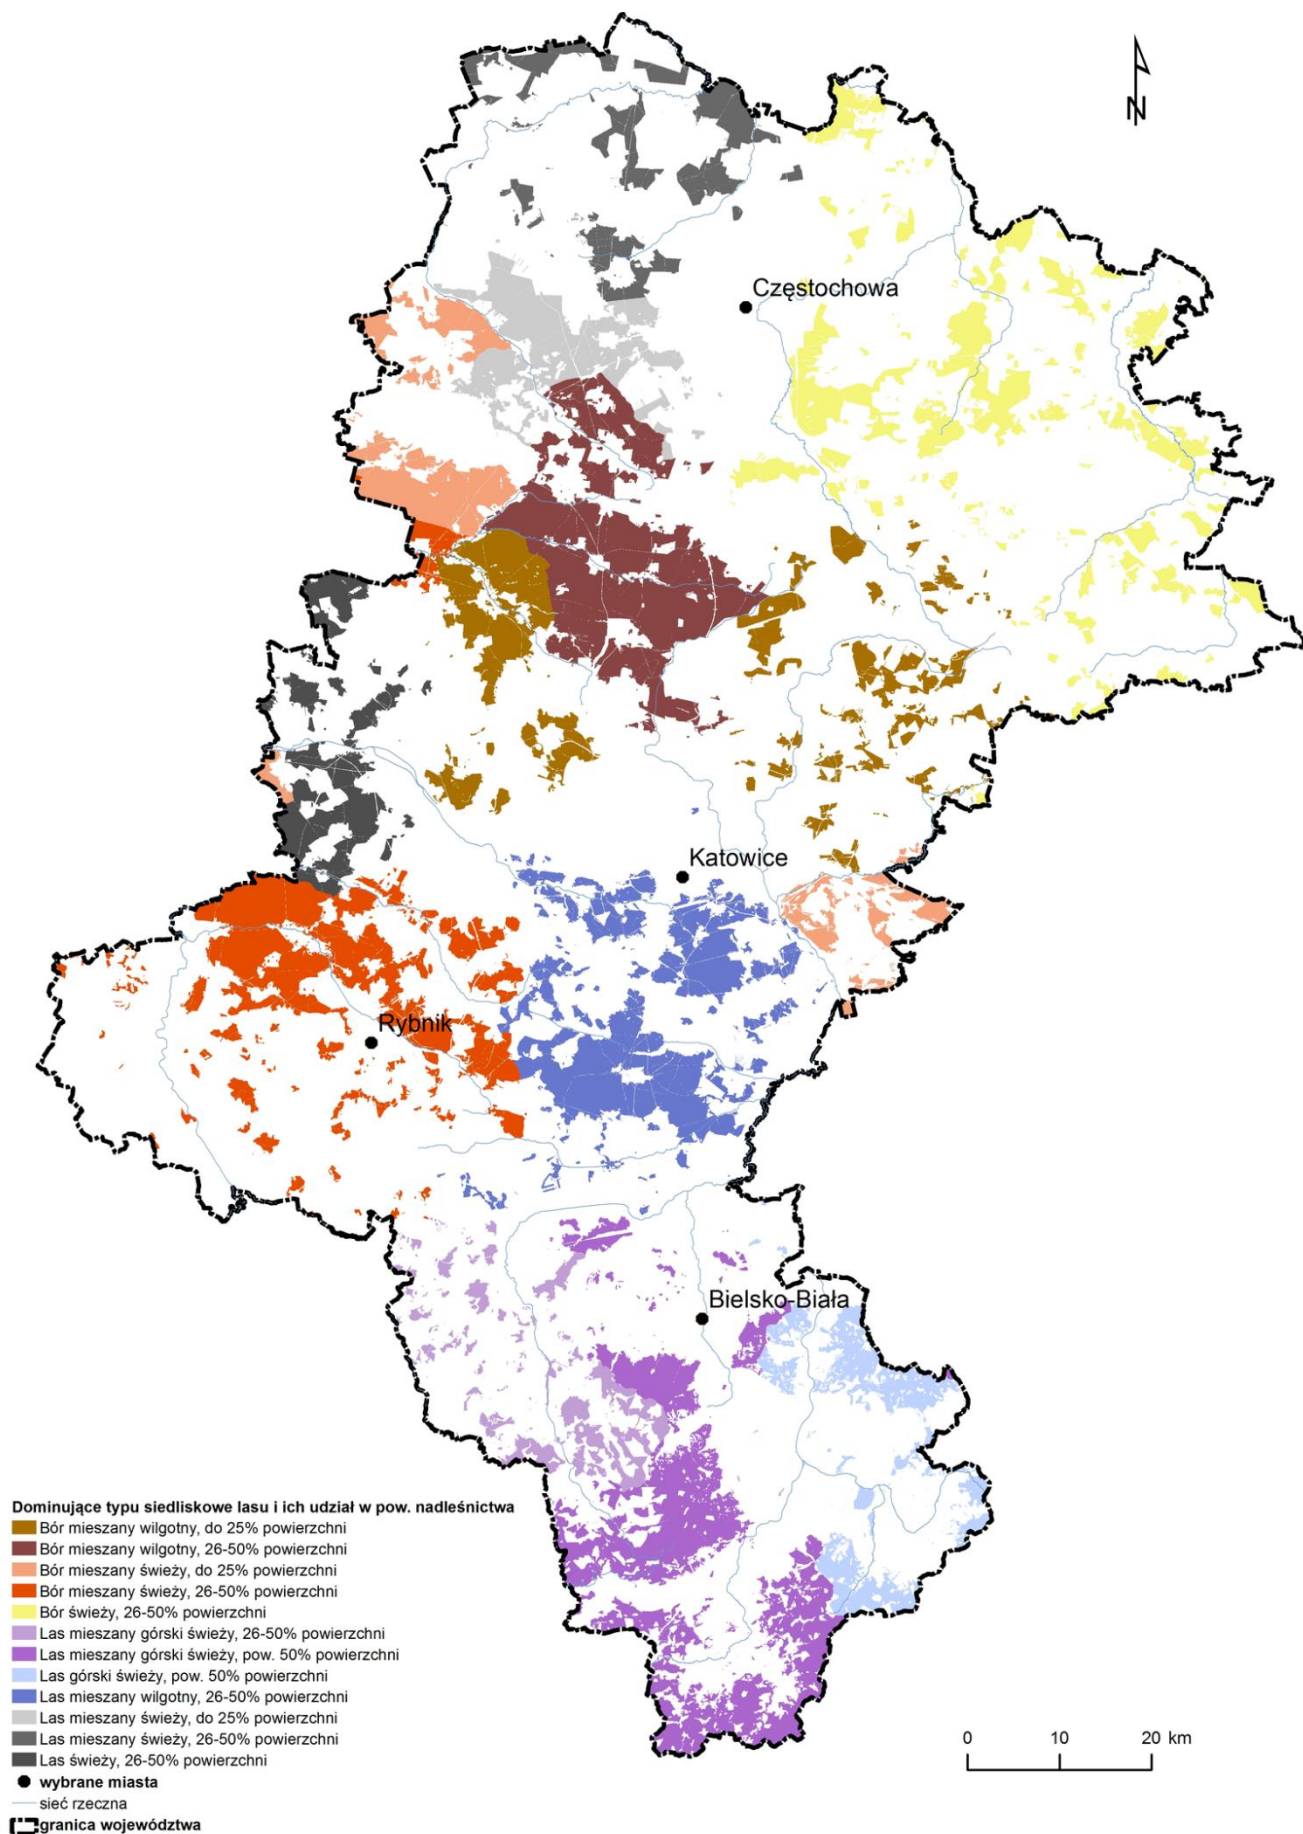 N
Częstochowa
Katowice
Rybnik
Bielsko-Biała
Dominujące typu siedliskowe lasu i ich udział w pow. nadleśnictwa
Bór mieszany wilgotny, do 25% powierzchni
Bór mieszany wilgotny, 26-50% powierzchni
Bór mieszany świeży, do 25% powierzchni
Bór mieszany świeży, 26-50% powierzchni
Bór świeży, 26-50% powierzchni
Las mieszany górski świeży, 26-50% powierzchni
Las mieszany górski świeży, pow. 50% powierzchni
Las górski świeży, pow. 50% powierzchni
Las mieszany wilgotny, 26-50% powierzchni
Las mieszany świeży, do 25% powierzchni
Las mieszany świeży, 26-50% powierzchni
Las świeży, 26-50% powierzchni
wybrane miasta
sieć rzeczna
granica województwa
0 10 20 km